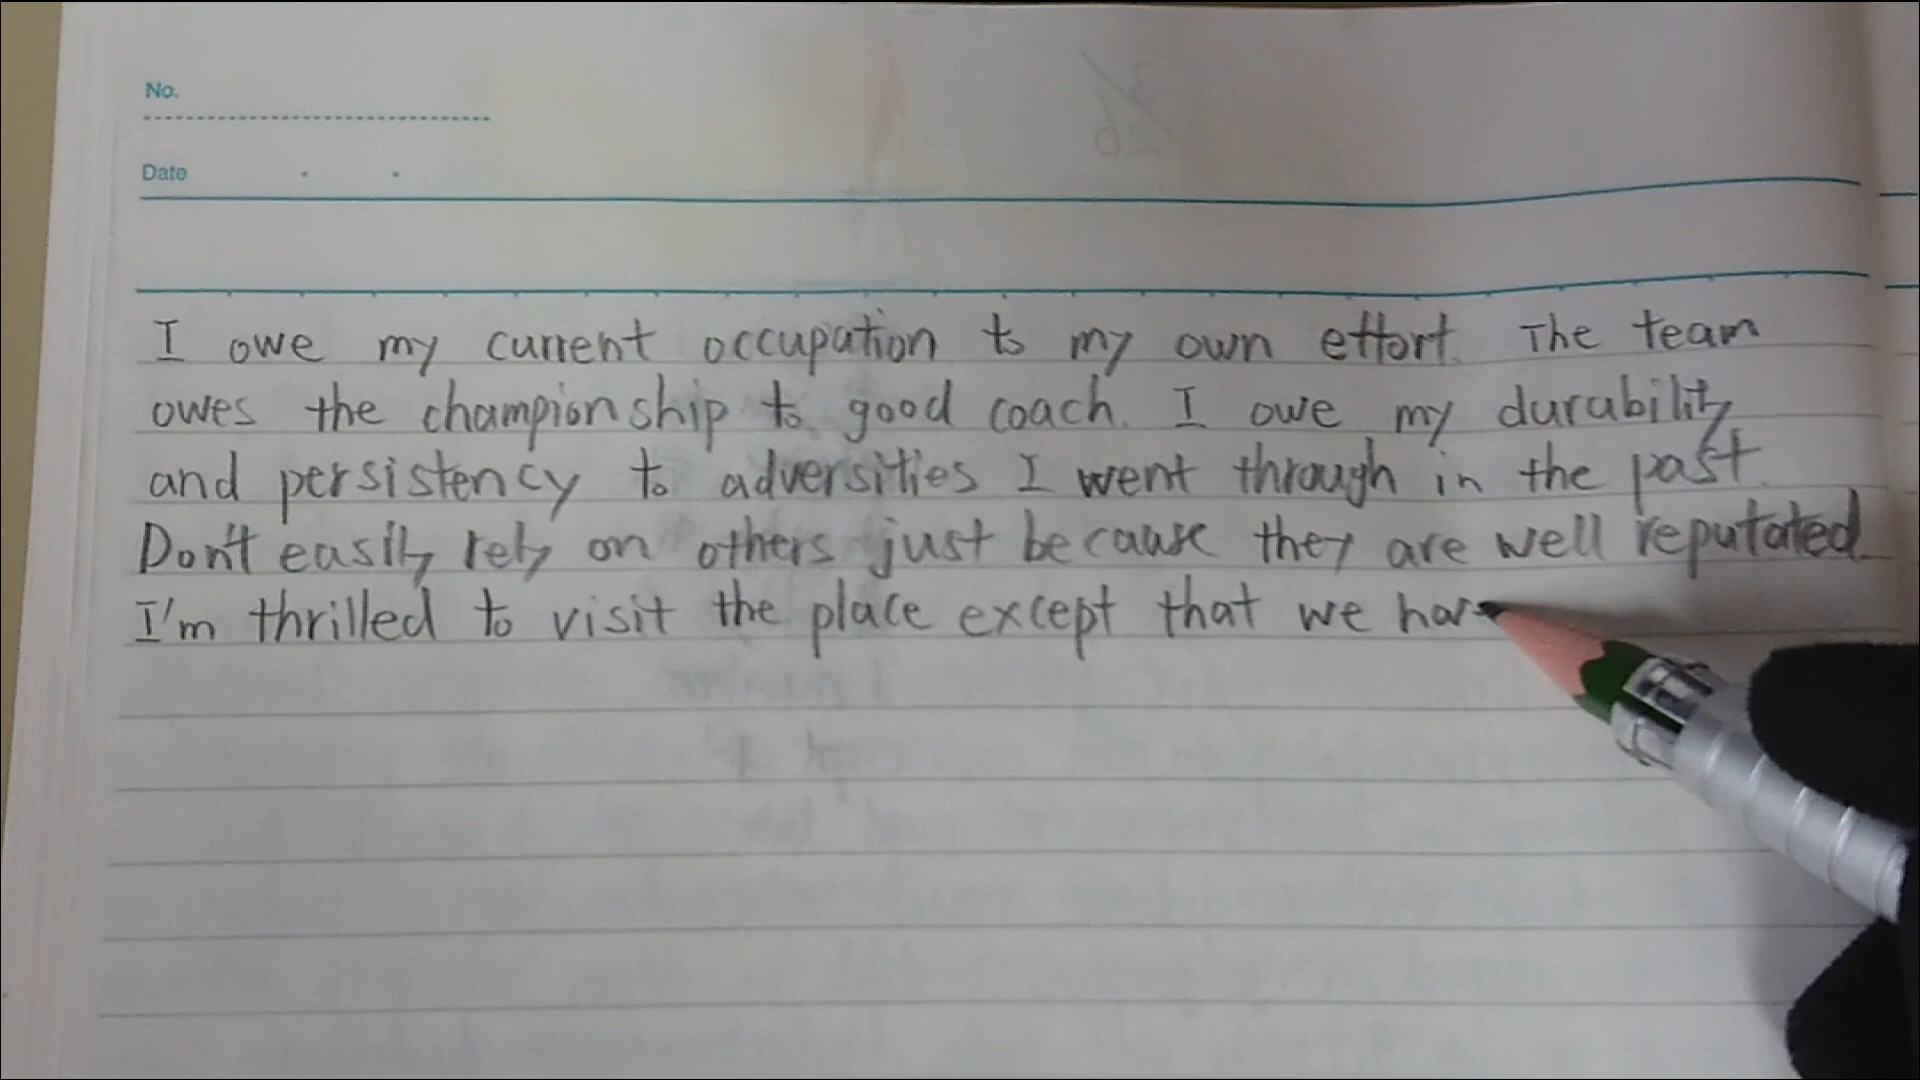 No.
Date . .
I owe my current occupation to my own effort. The team
owes the championship to good coach. I owe my durability
and persistency to adversities I went through in the past.
Don't easily rely on others just because they are well reputated.
I'm thrilled to visit the place except that we